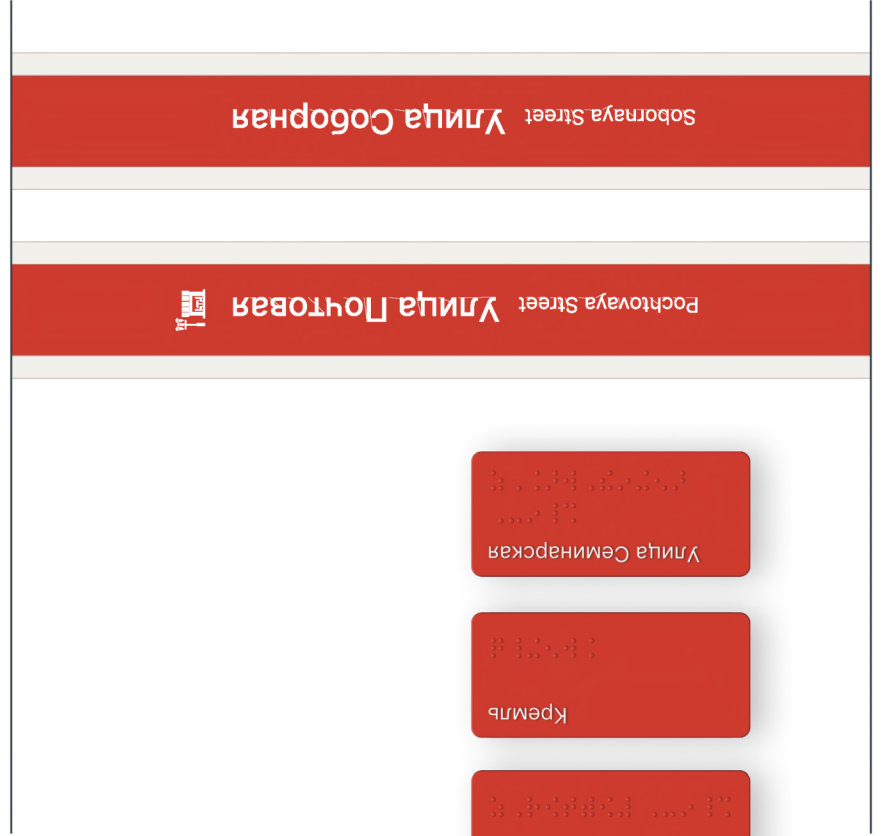 Кремль
Улица Семинарская
Pochtovaya Street Улица Почтовая
Sobornaya Street Улица Соборная